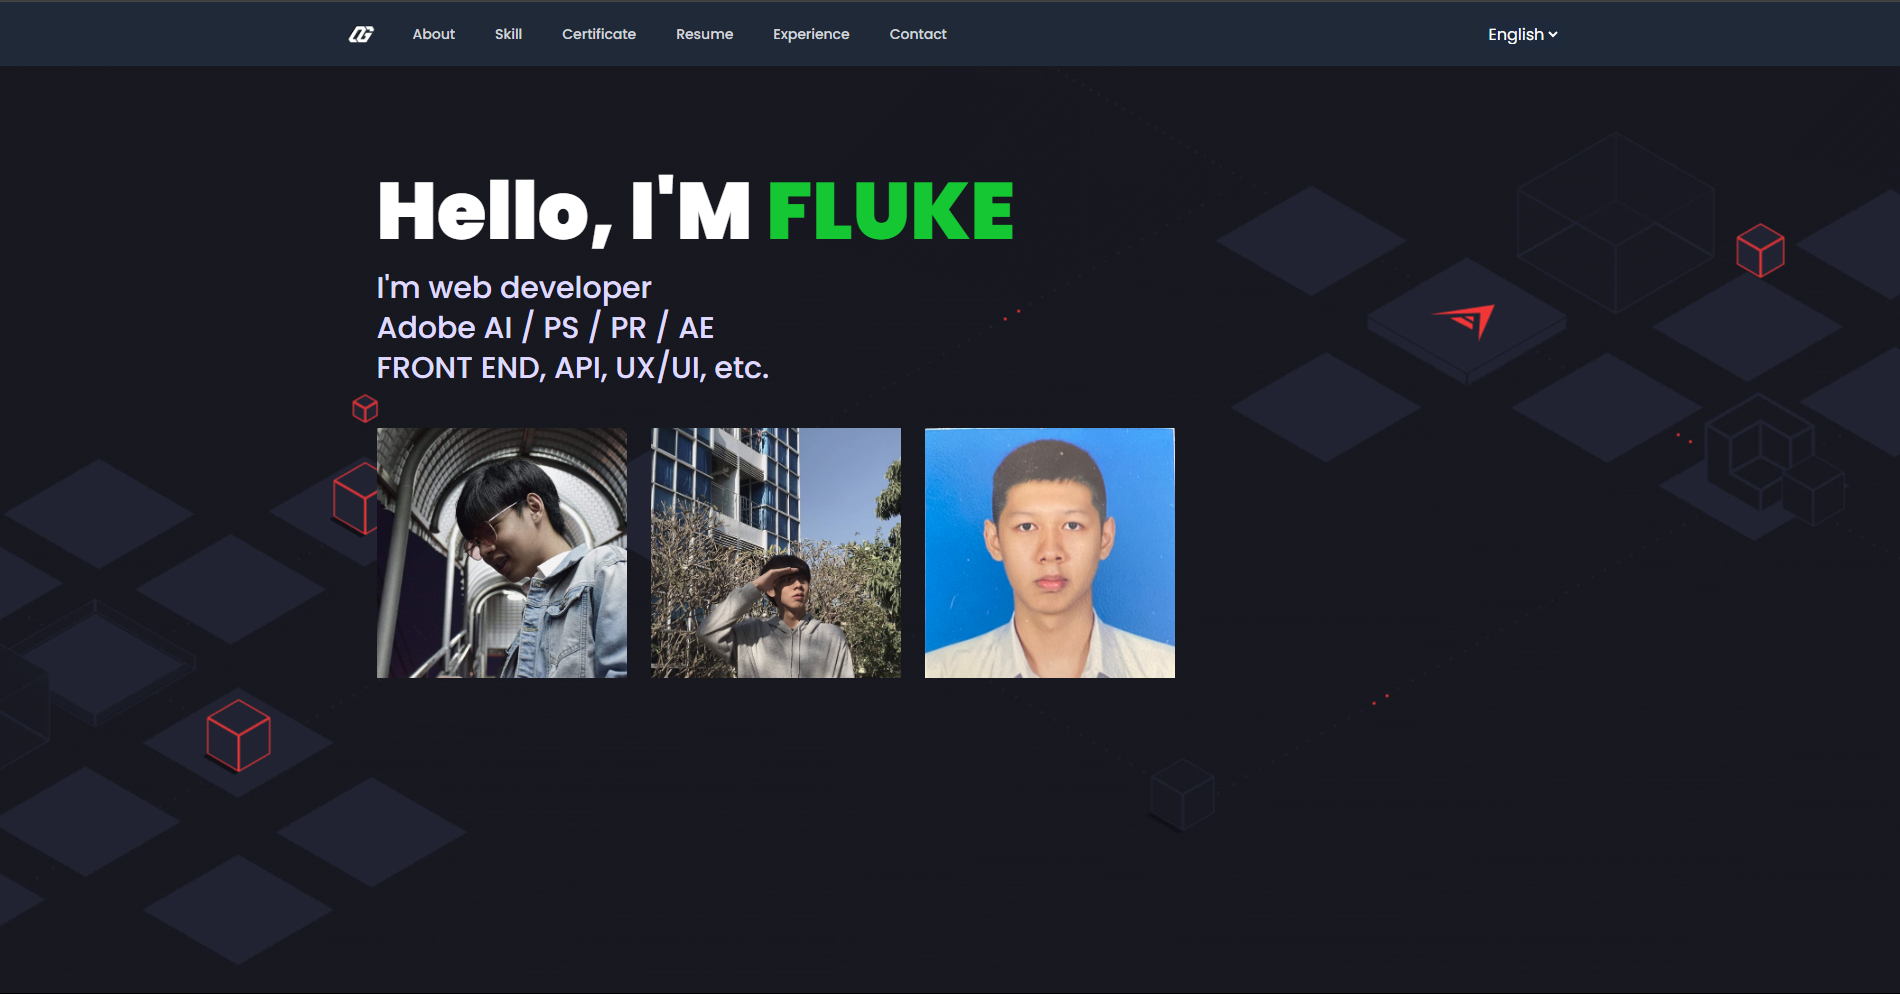 About
Skill
Certificate
Resume
Experience
Contact
English
Hello, I'M FLUKE
I'm web developer
Adobe AI / PS / PR / AE
FRONT END, API, UX/UI, etc.